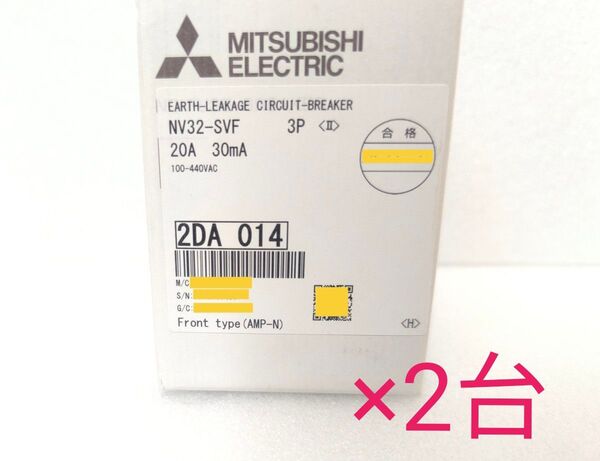 MITSUBISHI
ELECTRIC
EARTH-LEAKAGE CIRCUIT-BREAKER
NV32-SVF 3P <II>
20A 30mA
100-440VAC
合格
2DA 014
M/C
S/N:
G/C:
Front type(AMP-N)
<H>
×2台